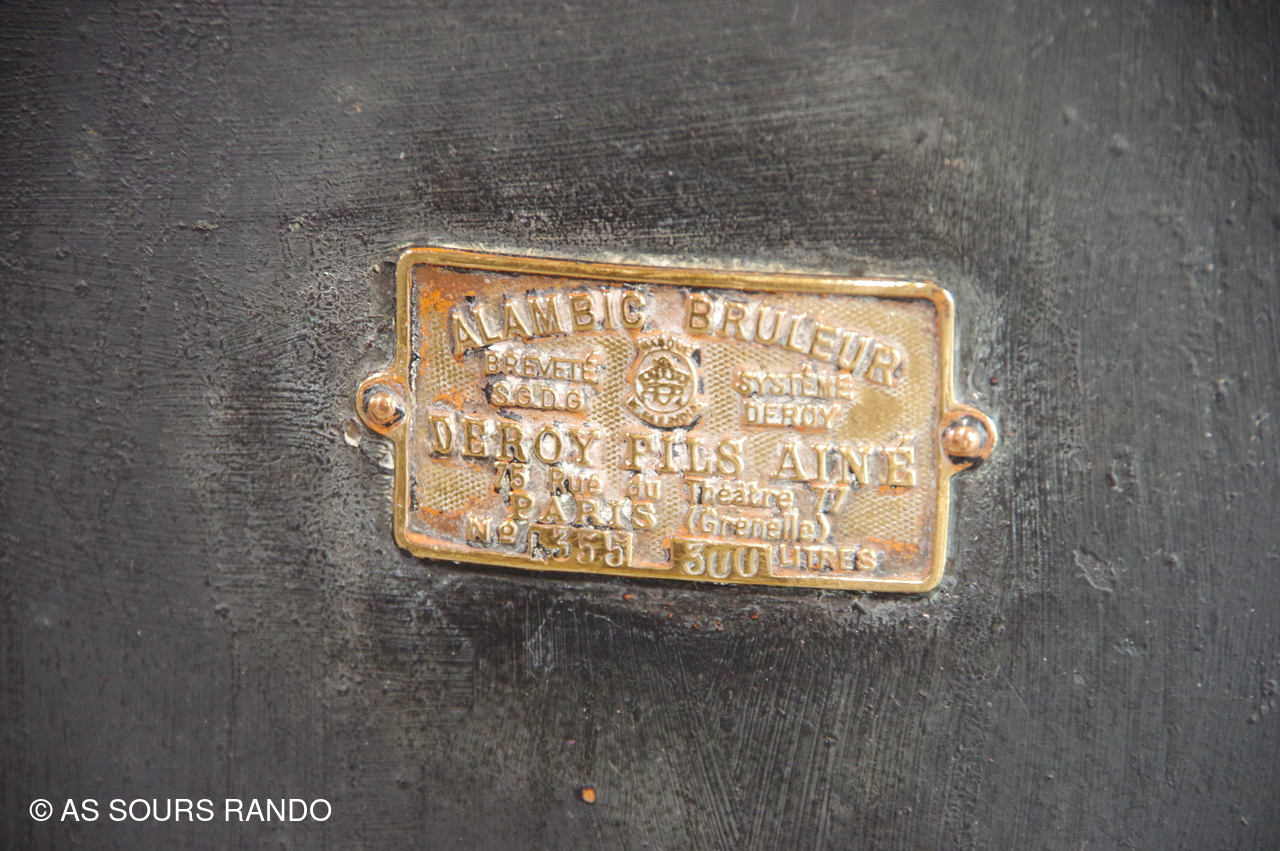 ALAMBIC BRULEUR
BREVETÉ
S.G.D.G
SYSTÈME
DEROY
DEROY FILS AINÉ
75 Rue du Théâtre 77
PARIS (Grenelle)
Nº 300 LITRES
© AS SOURS RANDO